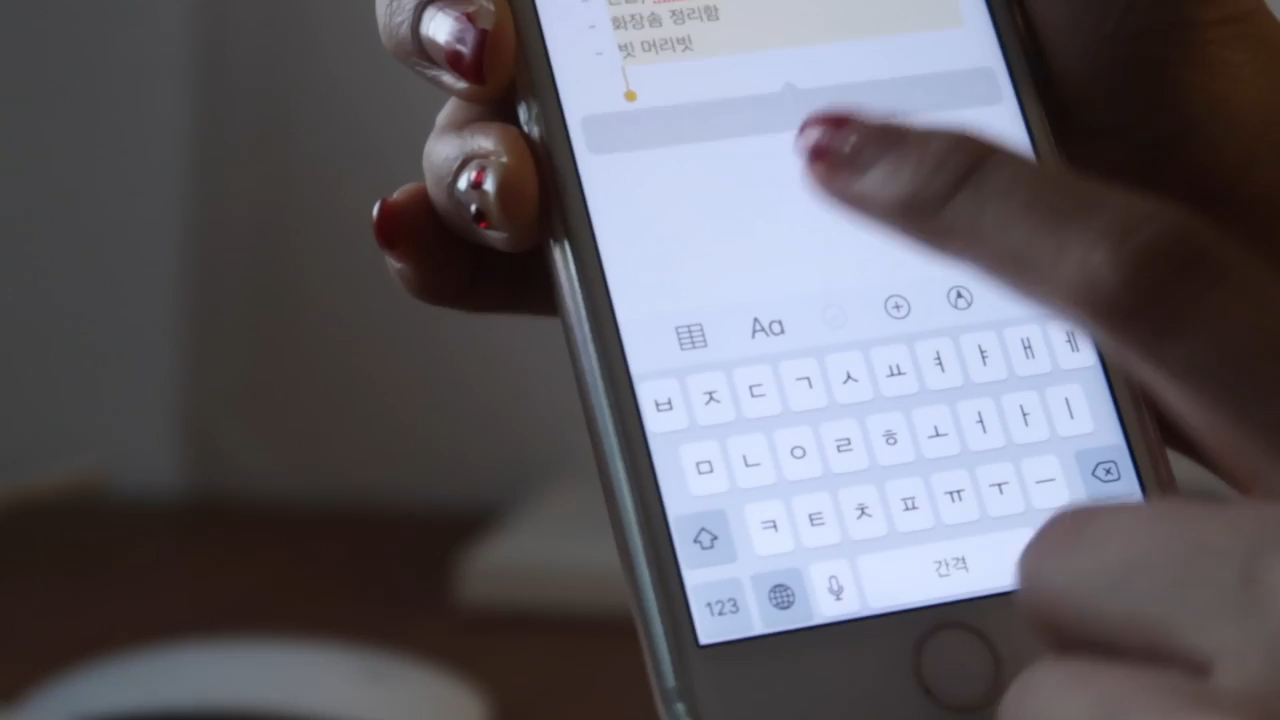 - 화장솜 정리함
- 빗 머리빗
Aa
ㅂ ㅈ ㄷ ㄱ ㅅ ㅛ ㅕ ㅑ ㅐ ㅔ
ㅁ ㄴ ㅇ ㄹ ㅎ ㅗ ㅓ ㅏ ㅣ
ㅋ ㅌ ㅊ ㅍ ㅠ ㅜ ㅡ
123 간격